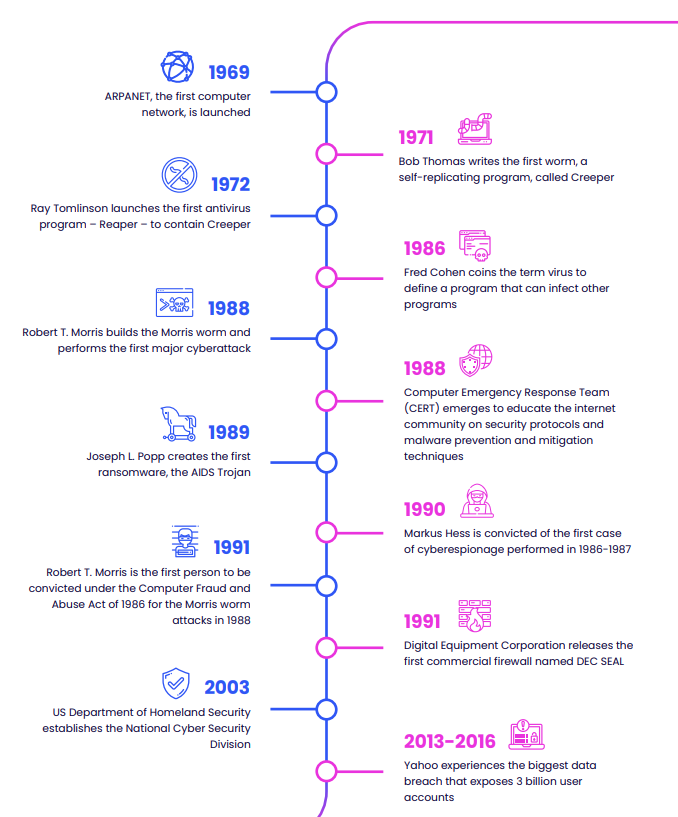 1969
ARPANET, the first computer
network, is launched
1971
Bob Thomas writes the first worm, a
self-replicating program, called Creeper
1972
Ray Tomlinson launches the first antivirus
program – Reaper – to contain Creeper
1986
Fred Cohen coins the term virus to
define a program that can infect other
programs
1988
Robert T. Morris builds the Morris worm and
performs the first major cyberattack
1988
Computer Emergency Response Team
(CERT) emerges to educate the internet
community on security protocols and
malware prevention and mitigation
techniques
1989
Joseph L. Popp creates the first
ransomware, the AIDS Trojan
1990
Markus Hess is convicted of the first case
of cyberespionage performed in 1986-1987
1991
Robert T. Morris is the first person to be
convicted under the Computer Fraud and
Abuse Act of 1986 for the Morris worm
attacks in 1988
1991
Digital Equipment Corporation releases the
first commercial firewall named DEC SEAL
2003
US Department of Homeland Security
establishes the National Cyber Security
Division
2013-2016
Yahoo experiences the biggest data
breach that exposes 3 billion user
accounts